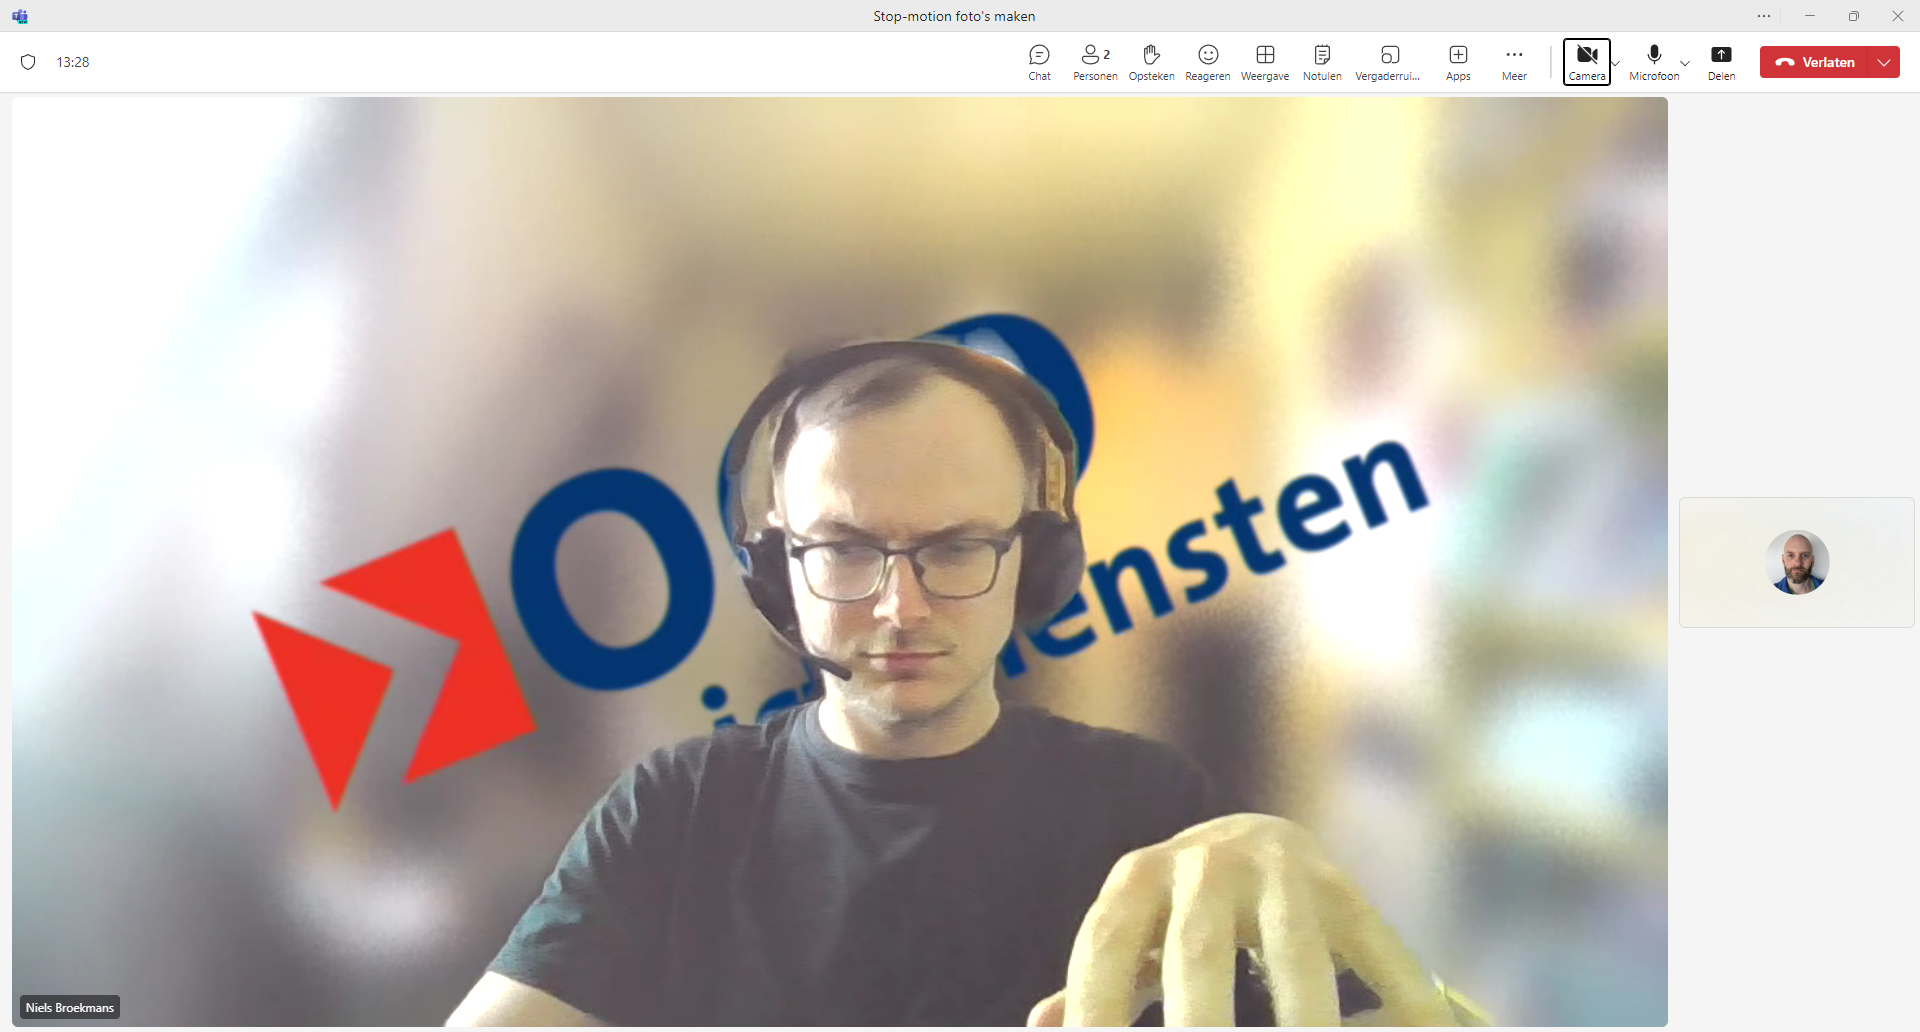 Stop-motion foto's maken
13:28
Chat
Personen 2
Opsteken
Reageren
Weergave
Notulen
Vergaderrui...
Apps
Meer
Camera
Microfoon
Delen
Verlaten
Niels Broekmans